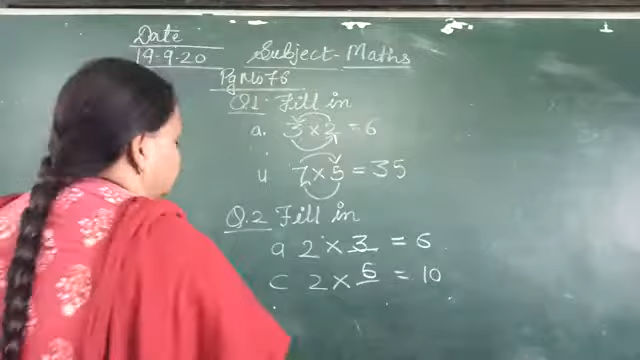 Date
19-9-20
Subject- Maths
Pg No 76
Q.1 Fill in
a. 3 × 2 = 6
u 7 × 5 = 35
Q.2 Fill in
a 2 × 3 = 6
c 2 × 5 = 10